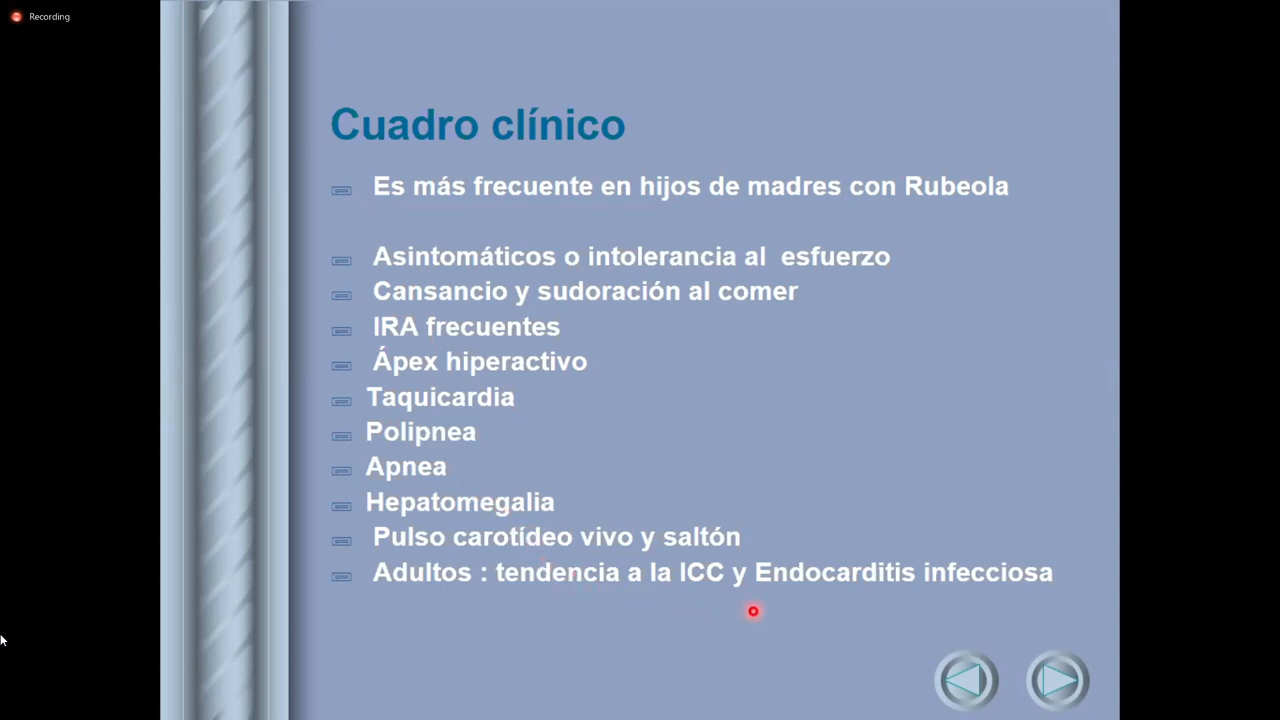 Recording
Cuadro clínico
Es más frecuente en hijos de madres con Rubeola
Asintomáticos o intolerancia al esfuerzo
Cansancio y sudoración al comer
IRA frecuentes
Ápex hiperactivo
Taquicardia
Polipnea
Apnea
Hepatomegalia
Pulso carotídeo vivo y saltón
Adultos : tendencia a la ICC y Endocarditis infecciosa